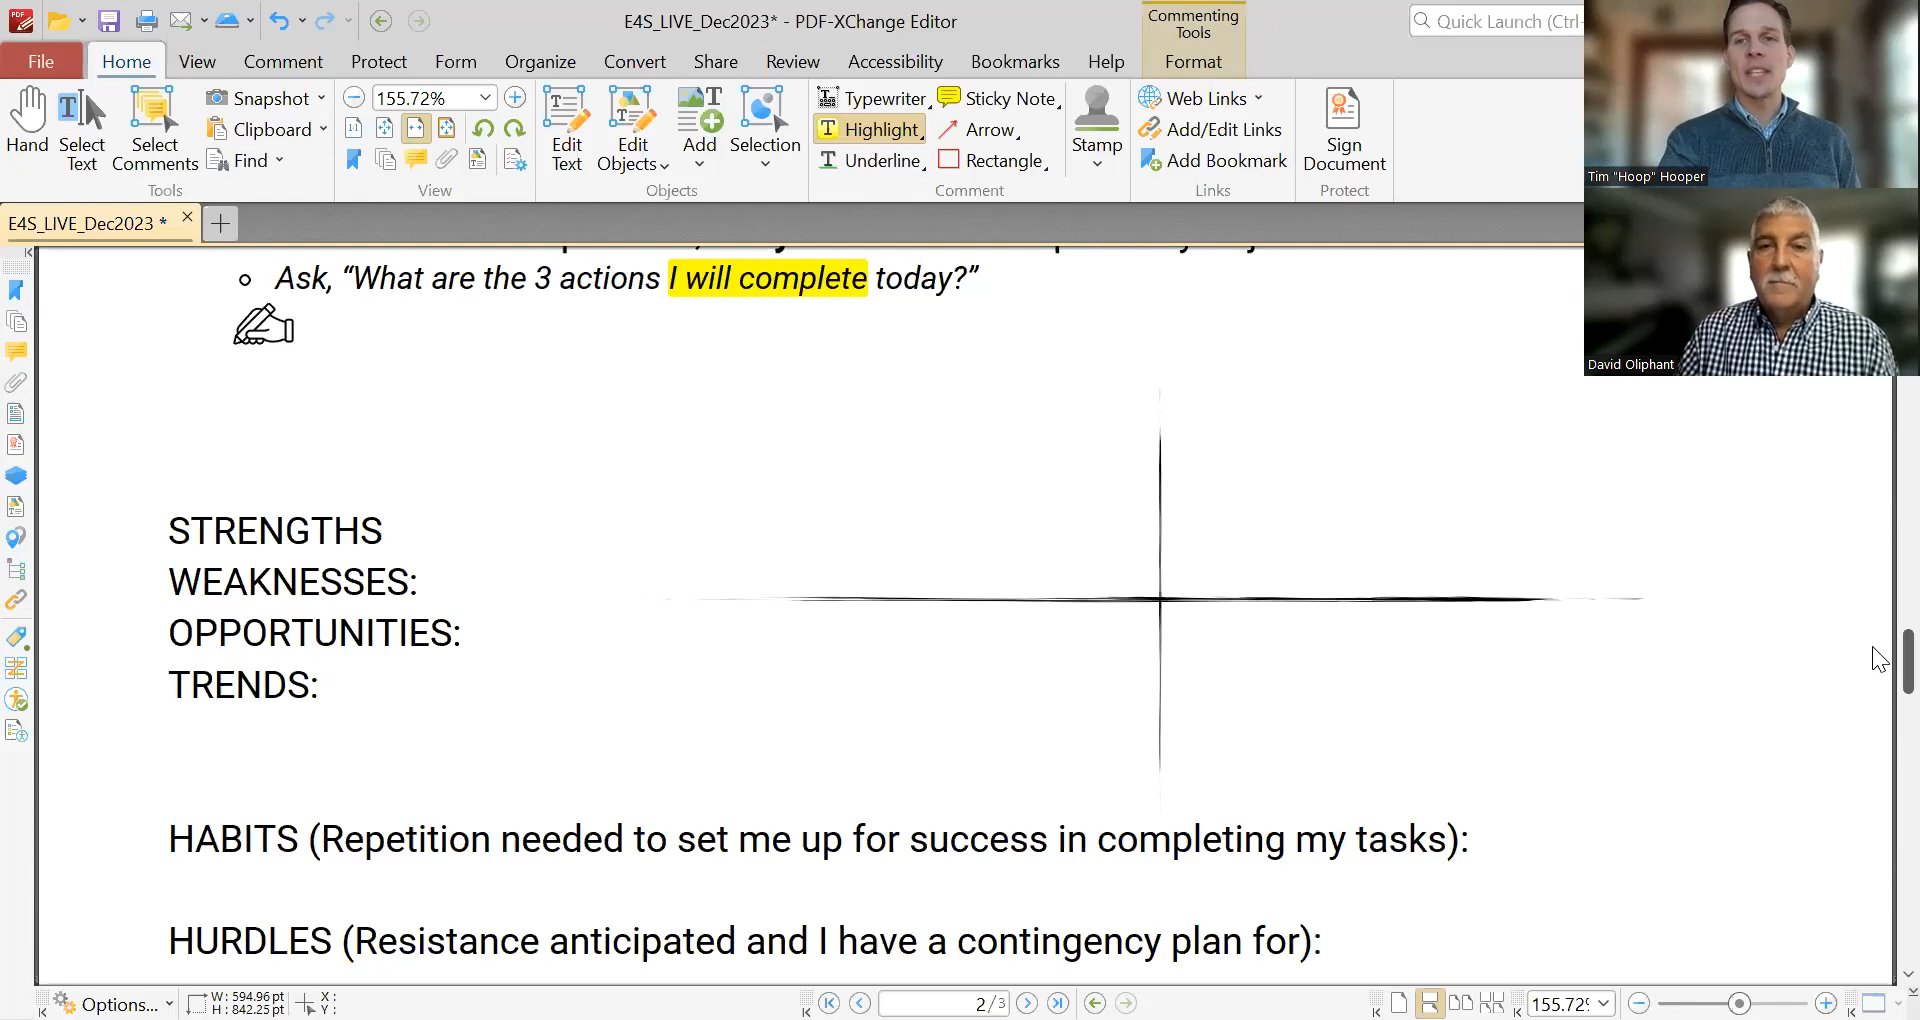 E4S_LIVE_Dec2023* - PDF-XChange Editor
Commenting
Tools
Quick Launch (Ctrl-
File
Home
View
Comment
Protect
Form
Organize
Convert
Share
Review
Accessibility
Bookmarks
Help
Format
Hand
Select
Text
Select
Comments
Snapshot
Clipboard
Find
Tools
155.72%
View
Edit
Text
Edit
Objects
Add
Selection
Objects
Typewriter
Highlight
Underline
Sticky Note
Arrow
Rectangle
Comment
Stamp
Web Links
Add/Edit Links
Add Bookmark
Links
Sign
Document
Protect
Tim "Hoop" Hooper
David Oliphant
E4S_LIVE_Dec2023 *
Ask, “What are the 3 actions I will complete today?”
STRENGTHS
WEAKNESSES:
OPPORTUNITIES:
TRENDS:
HABITS (Repetition needed to set me up for success in completing my tasks):
HURDLES (Resistance anticipated and I have a contingency plan for):
Options...
W: 594.96 pt
H: 842.25 pt
X :
Y :
2 / 3